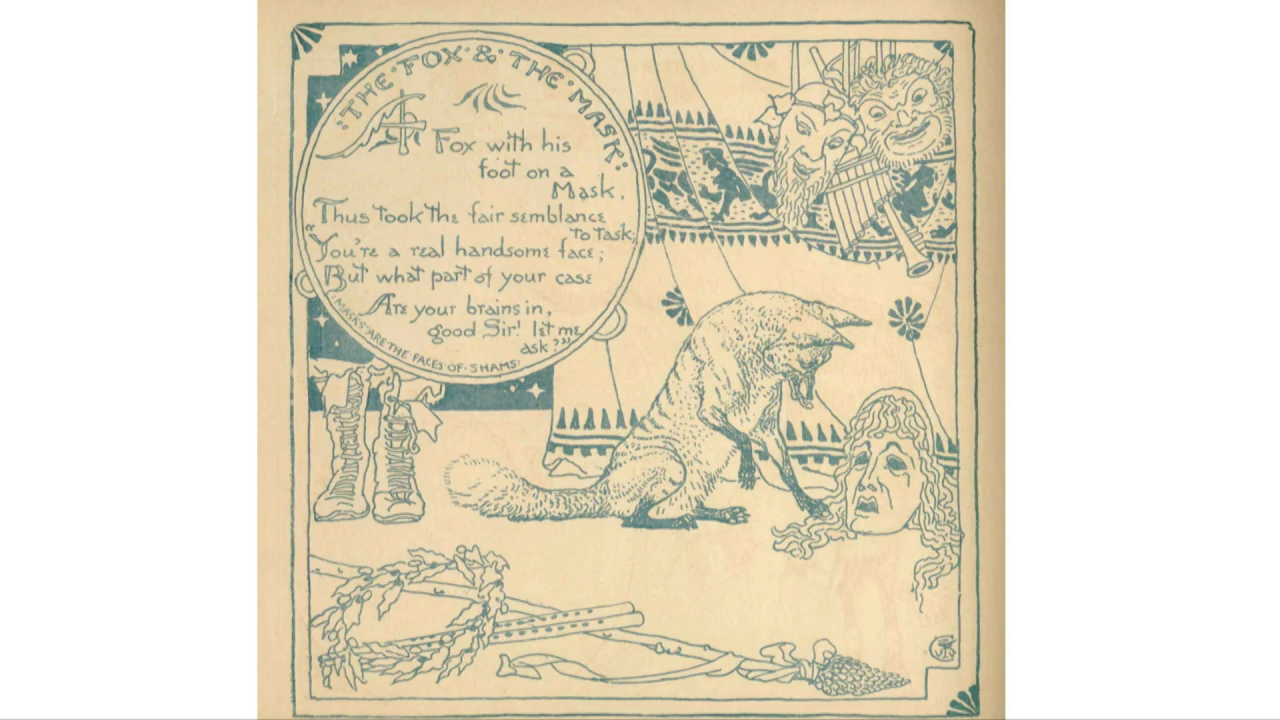 :THE·FOX·&·THE·MASK:
A Fox with his
foot on a
Mask,
Thus took the fair semblance
to task;
"You're a real handsome face;
But what part of your case
Are your brains in,
good Sir! let me
ask?"
·MASKS·ARE·THE·FACES·OF·SHAMS·